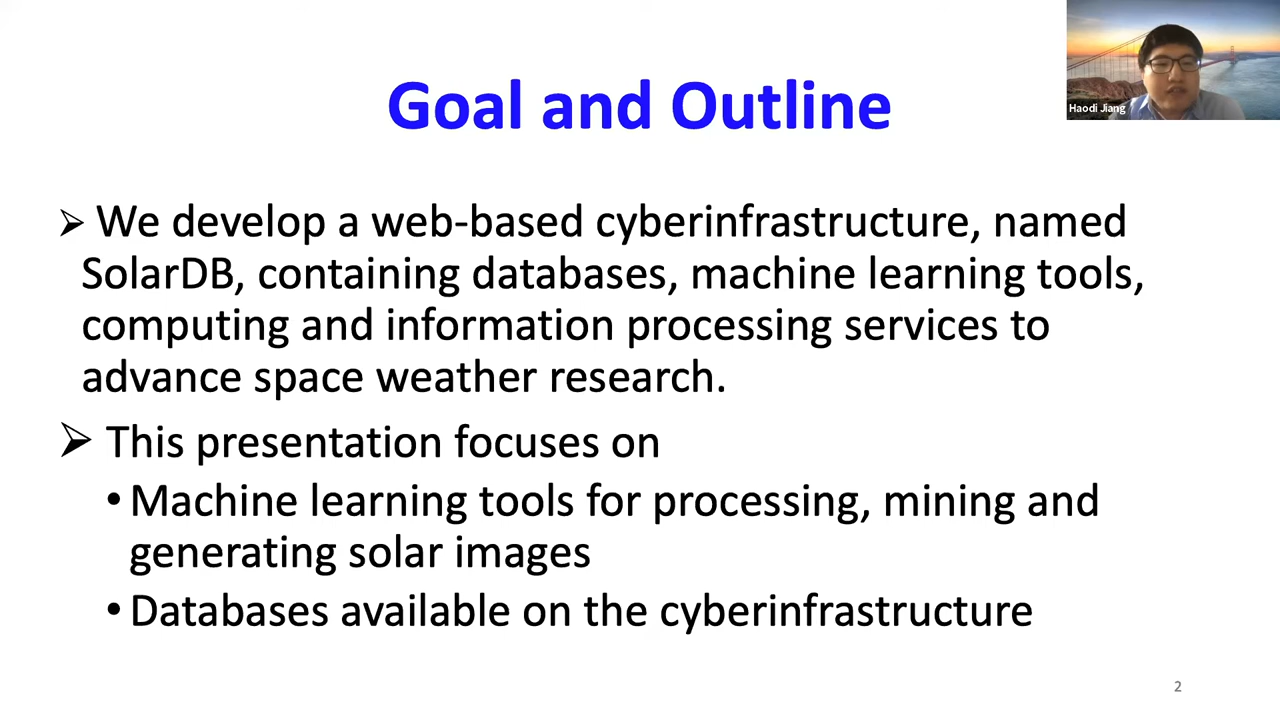 Goal and Outline
Haodi Jiang
➢ We develop a web-based cyberinfrastructure, named
SolarDB, containing databases, machine learning tools,
computing and information processing services to
advance space weather research.
➢ This presentation focuses on
• Machine learning tools for processing, mining and
generating solar images
• Databases available on the cyberinfrastructure
2